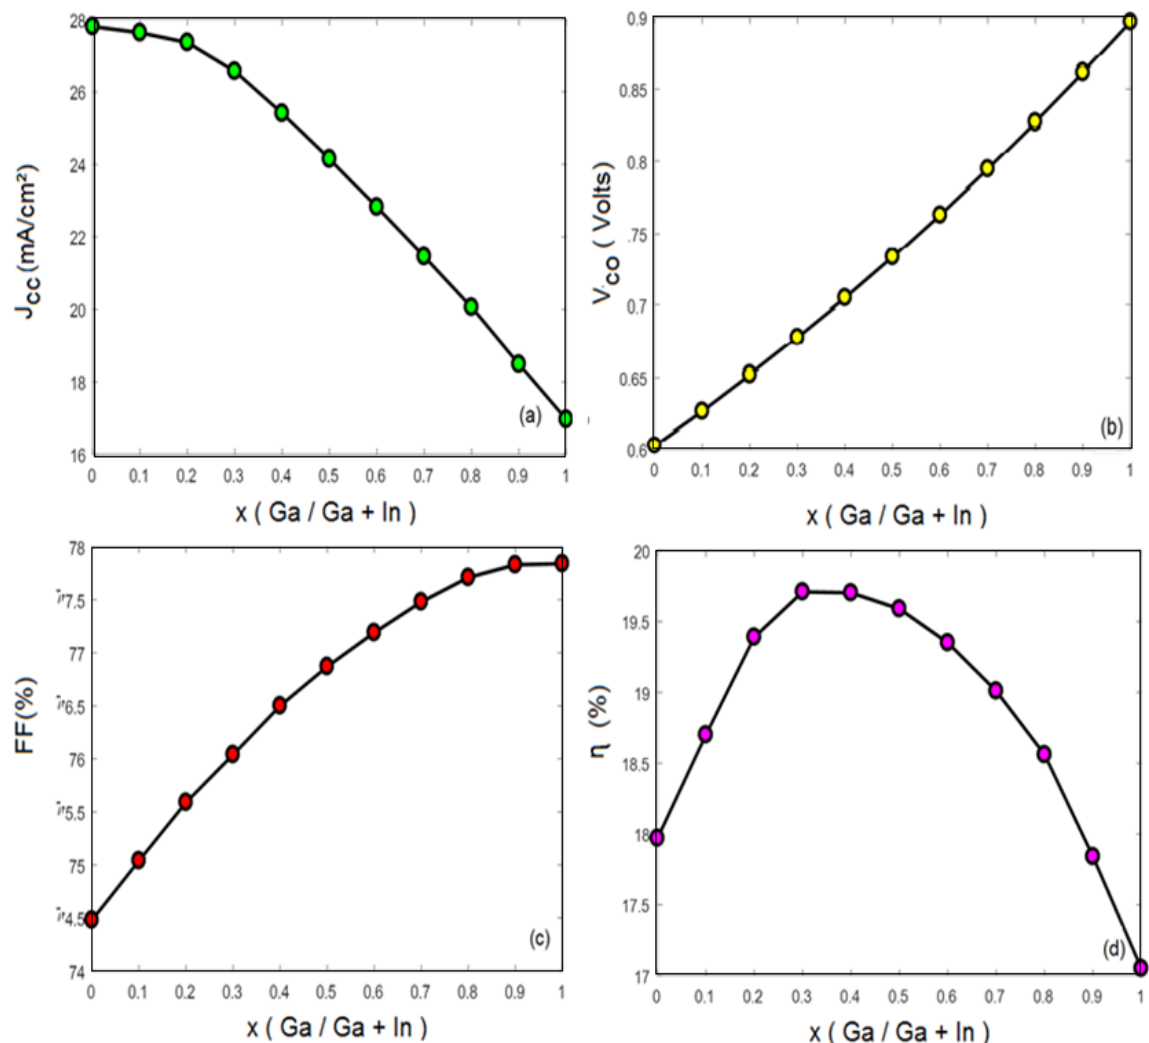 28
26
24
22
20
18
16
0 0.1 0.2 0.3 0.4 0.5 0.6 0.7 0.8 0.9 1
Jcc (mA/cm²)
x ( Ga / Ga + In )
(a)
0.9
0.85
0.8
.75
0.7
0.65
0.6
0 0.1 0.2 0.3 0.4 0.5 0.6 0.7 0.8 0.9 1
Vco ( Volts)
x ( Ga / Ga + In )
(b)
78
77.5
77
76.5
76
75.5
75
74.5
74
0 0.1 0.2 0.3 0.4 0.5 0.6 0.7 0.8 0.9 1
FF(%)
x ( Ga / Ga + In )
(c)
20
19.5
19
18.5
18
17.5
17
0 0.1 0.2 0.3 0.4 0.5 0.6 0.7 0.8 0.9 1
η (%)
x ( Ga / Ga + In )
(d)